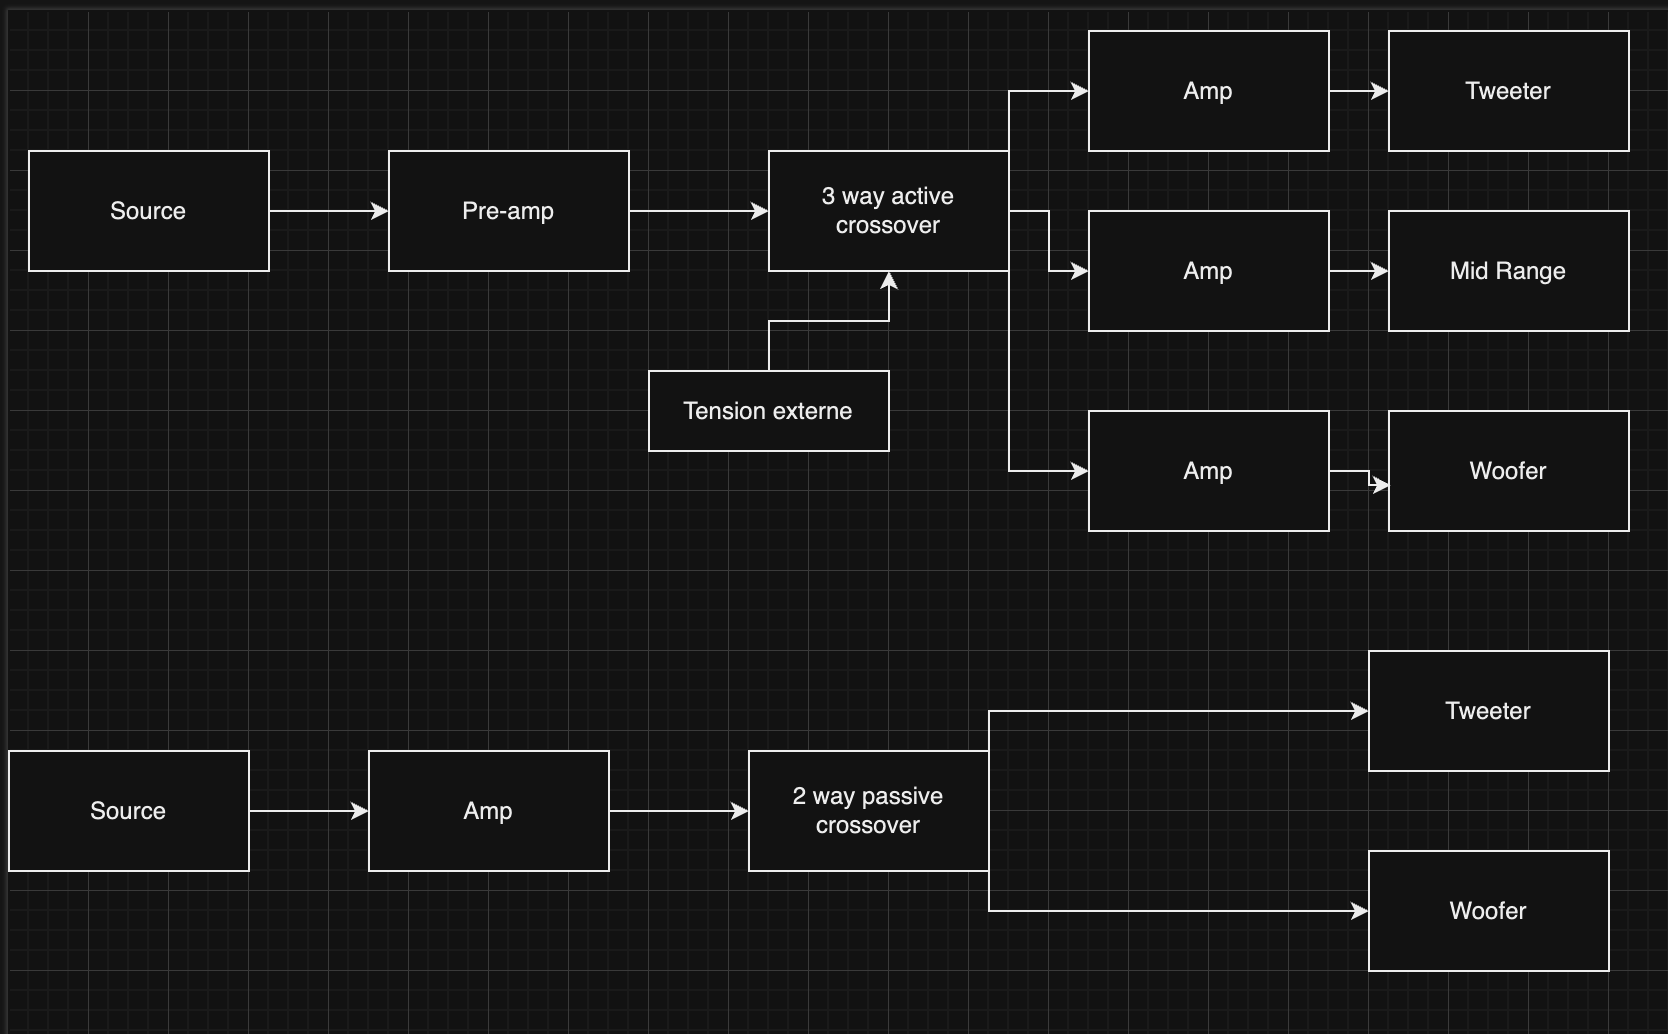 Amp
Tweeter
Source
Pre-amp
3 way active
crossover
Amp
Mid Range
Tension externe
Amp
Woofer
Tweeter
Source
Amp
2 way passive
crossover
Woofer